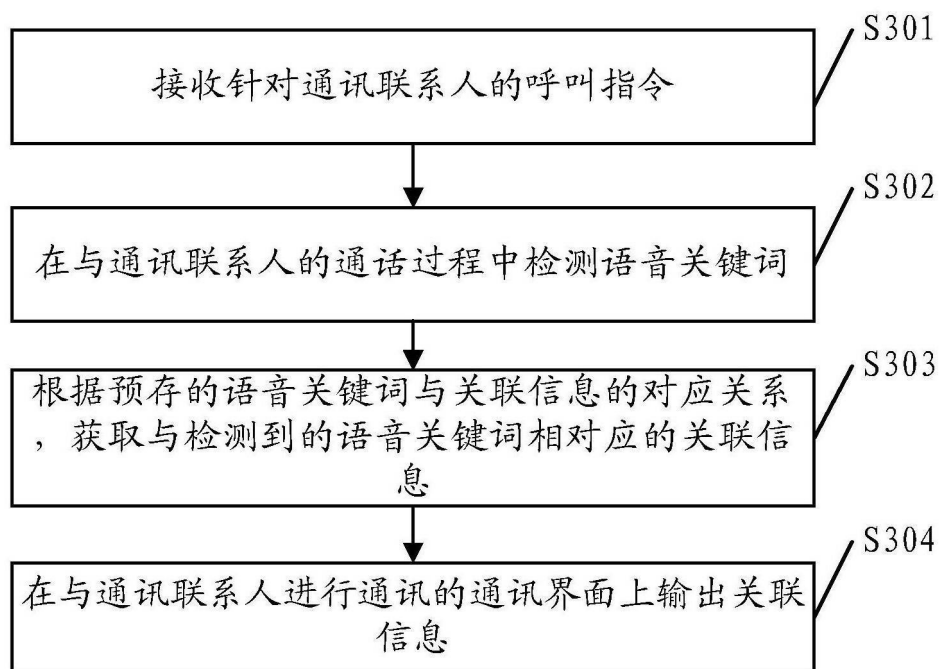 S301
接收针对通讯联系人的呼叫指令
S302
在与通讯联系人的通话过程中检测语音关键词
S303
根据预存的语音关键词与关联信息的对应关系
，获取与检测到的语音关键词相对应的关联信
息
S304
在与通讯联系人进行通讯的通讯界面上输出关联
信息